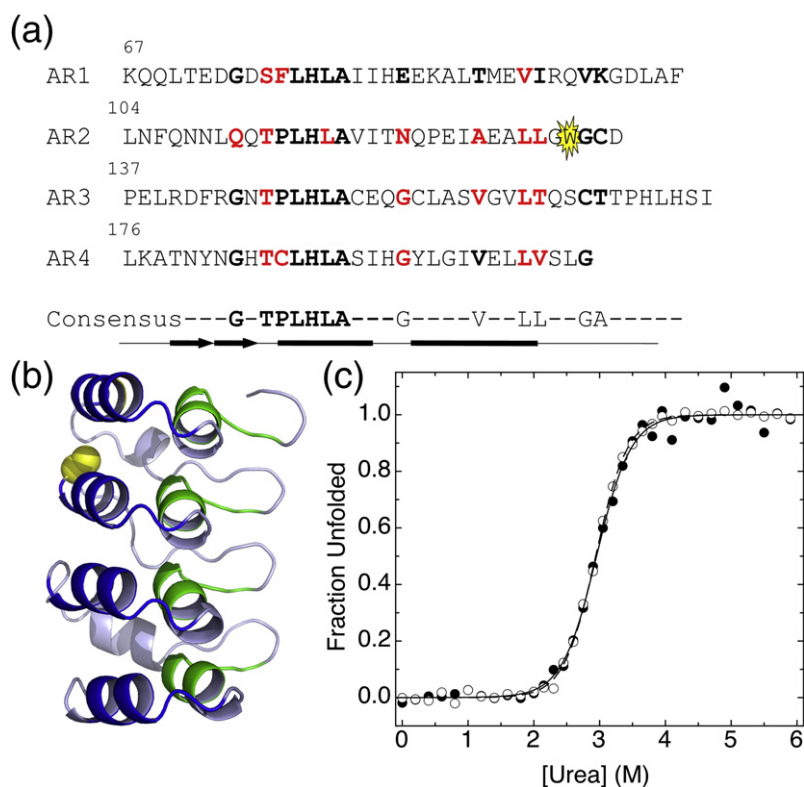 (a)
67
AR1 KQQLTEDGDSFLHLAIIHEEKALTMEVIRQVKGDLAF
104
AR2 LNFQNNLQQTPLHLAVITNQPEIAEALLGWGCD
137
AR3 PELRDFRGNTPLHLACEQGCLASVGVLTQSCTTPHLHSI
176
AR4 LKATNYNGHTCLHLASIHGYLGIVELLVSLG
Consensus---G-TPLHLA---G----V--LL--GA-----
(b)
(c)
Fraction Unfolded
1.0
0.8
0.6
0.4
0.2
0.0
0 1 2 3 4 5 6
[Urea] (M)